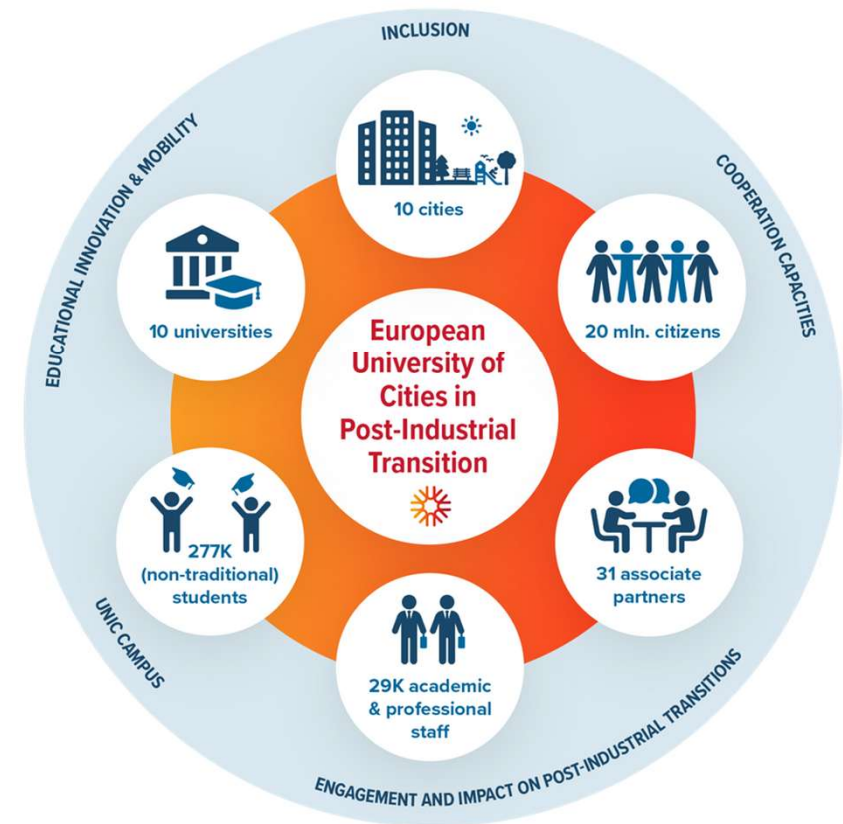 INCLUSION
EDUCATIONAL INNOVATION & MOBILITY
COOPERATION CAPACITIES
10 cities
10 universities
20 mln. citizens
European
University of
Cities in
Post-Industrial
Transition
277K
(non-traditional)
students
31 associate
partners
29K academic
& professional
staff
UNIC CAMPUS
ENGAGEMENT AND IMPACT ON POST-INDUSTRIAL TRANSITIONS